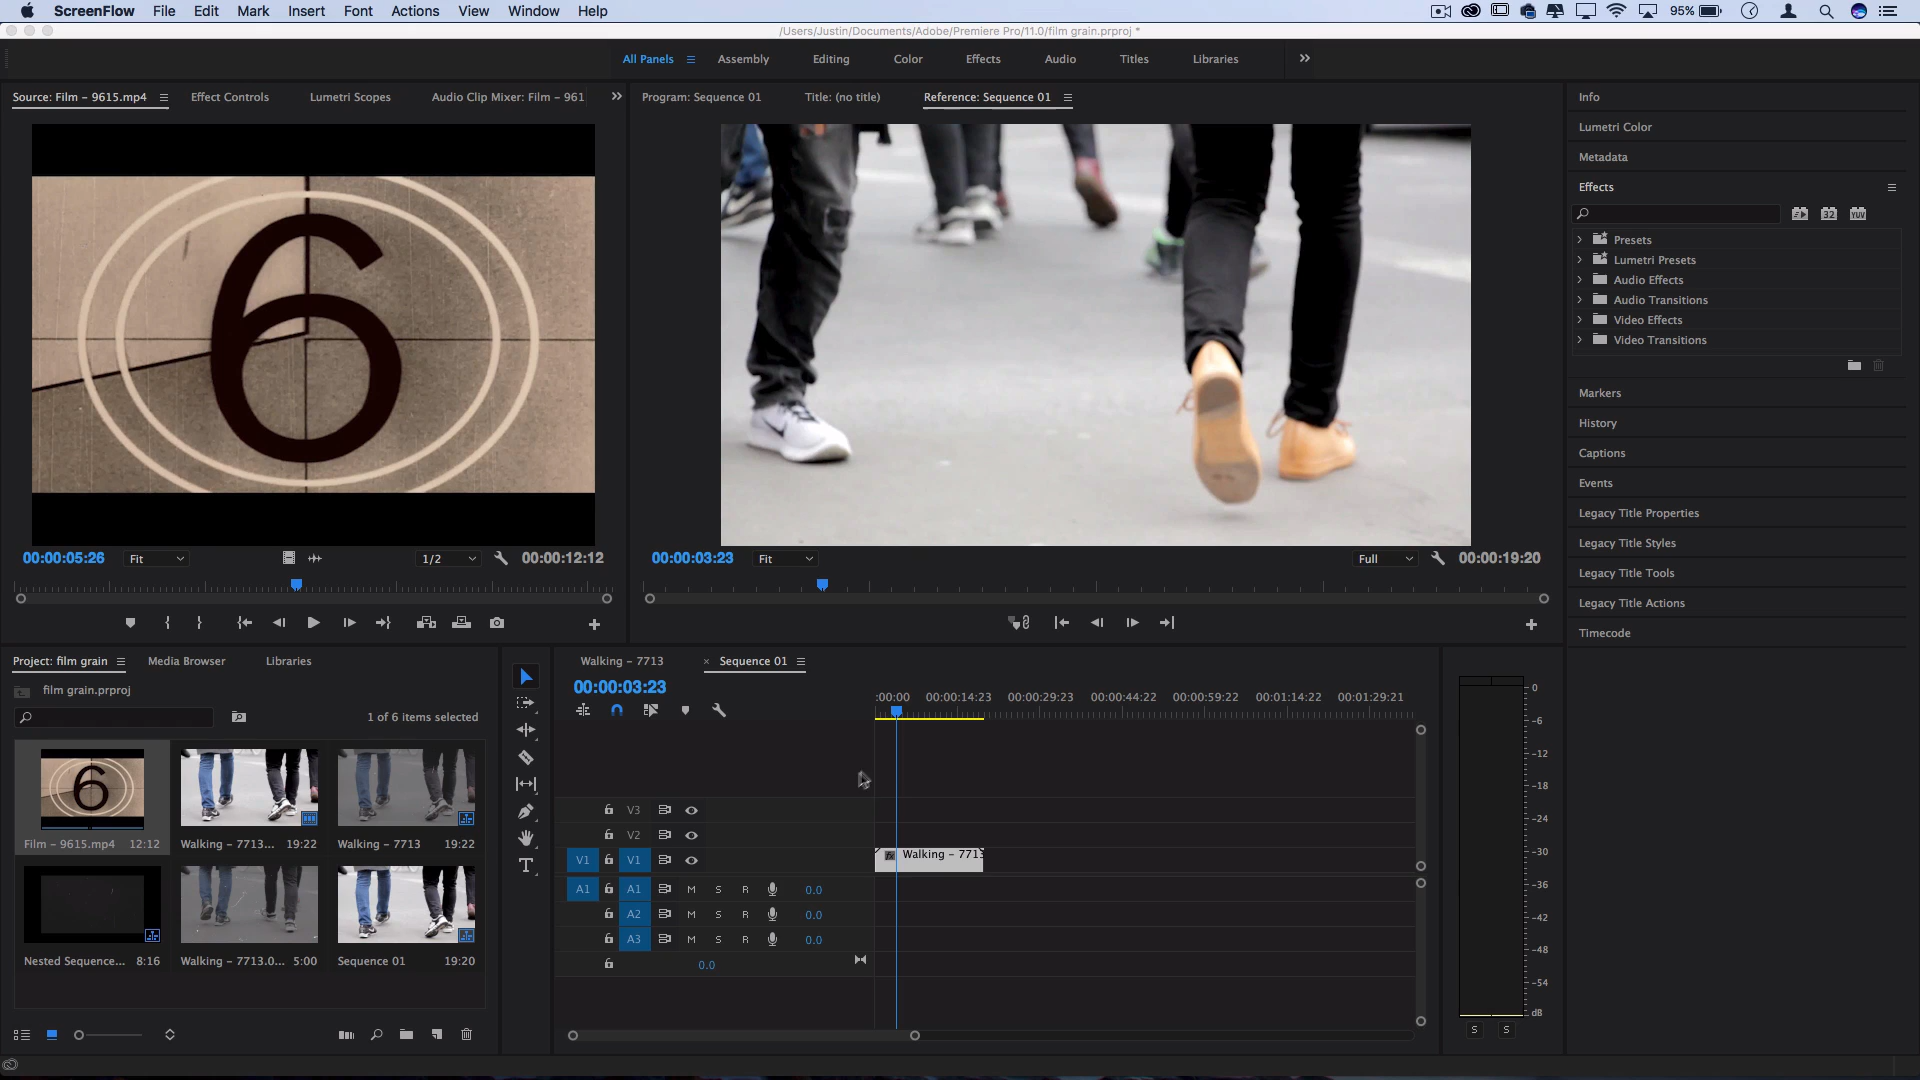 ScreenFlow File Edit Mark Insert Font Actions View Window Help 95%
/Users/Justin/Documents/Adobe/Premiere Pro/11.0/film grain.prproj *
All Panels Assembly Editing Color Effects Audio Titles Libraries
Source: Film - 9615.mp4 Effect Controls Lumetri Scopes Audio Clip Mixer: Film - 961
Program: Sequence 01 Title: (no title) Reference: Sequence 01
6
00:00:05:26 Fit 1/2 00:00:12:12
00:00:03:23 Fit Full 00:00:19:20
Info
Lumetri Color
Metadata
Effects
32 YUV
Presets
Lumetri Presets
Audio Effects
Audio Transitions
Video Effects
Video Transitions
Markers
History
Captions
Events
Legacy Title Properties
Legacy Title Styles
Legacy Title Tools
Legacy Title Actions
Timecode
Project: film grain Media Browser Libraries
film grain.prproj
1 of 6 items selected
6
Film - 9615.mp4 12:12
Walking - 7713... 19:22
Walking - 7713 19:22
Nested Sequence... 8:16
Walking - 7713.0... 5:00
Sequence 01 19:20
Walking - 7713 × Sequence 01
00:00:03:23
:00:00 00:00:14:23 00:00:29:23 00:00:44:22 00:00:59:22 00:01:14:22 00:01:29:21
V3
V2
V1 V1 fx Walking - 7713
A1 A1 M S R 0.0
A2 M S R 0.0
A3 M S R 0.0
0.0
0
-6
-12
-18
-24
-30
-36
-42
-48
-54
dB
S S